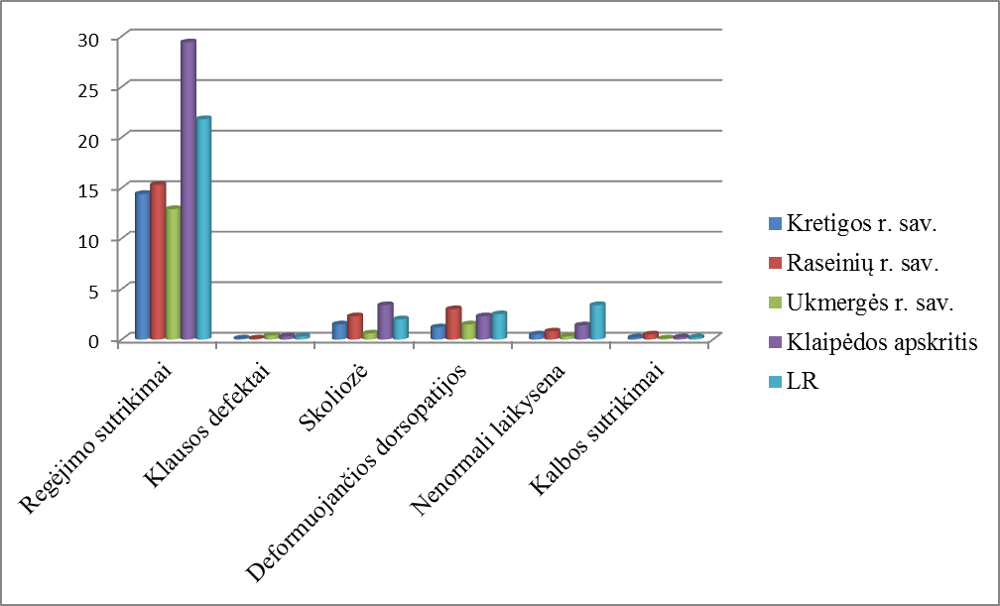 30
25
20
15
10
5
0
Regėjimo sutrikimai
Klausos defektai
Skoliozė
Deformuojančios dorsopatijos
Nenormali laikysena
Kalbos sutrikimai
Kretigos r. sav.
Raseinių r. sav.
Ukmergės r. sav.
Klaipėdos apskritis
LR